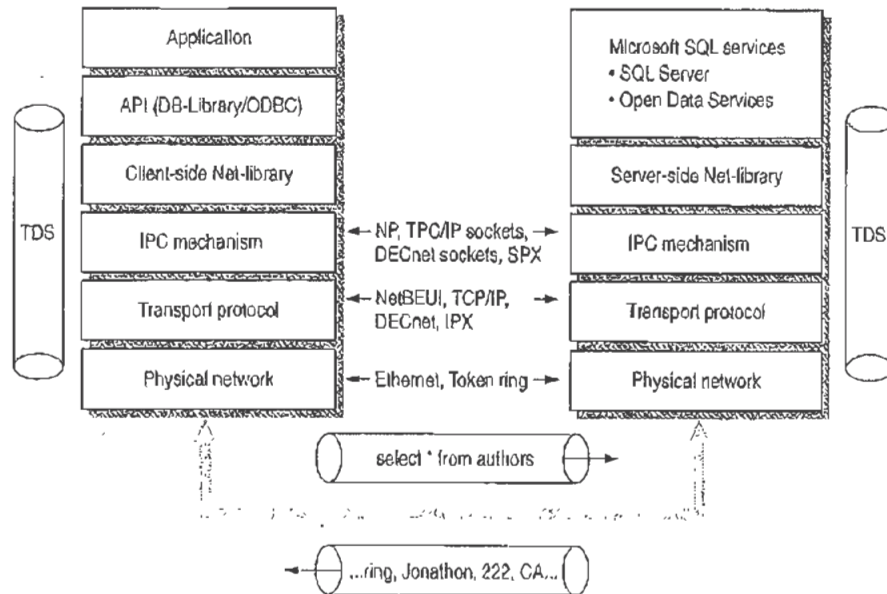 Application
API (DB-Library/ODBC)
Client-side Net-library
IPC mechanism
Transport protocol
Physical network
TDS
NP, TPC/IP sockets,
DECnet sockets, SPX
NetBEUI, TCP/IP,
DECnet, IPX
Ethernet, Token ring
Microsoft SQL services
• SQL Server
• Open Data Services
Server-side Net-library
IPC mechanism
Transport protocol
Physical network
TDS
select * from authors
...ring, Jonathon, 222, CA...